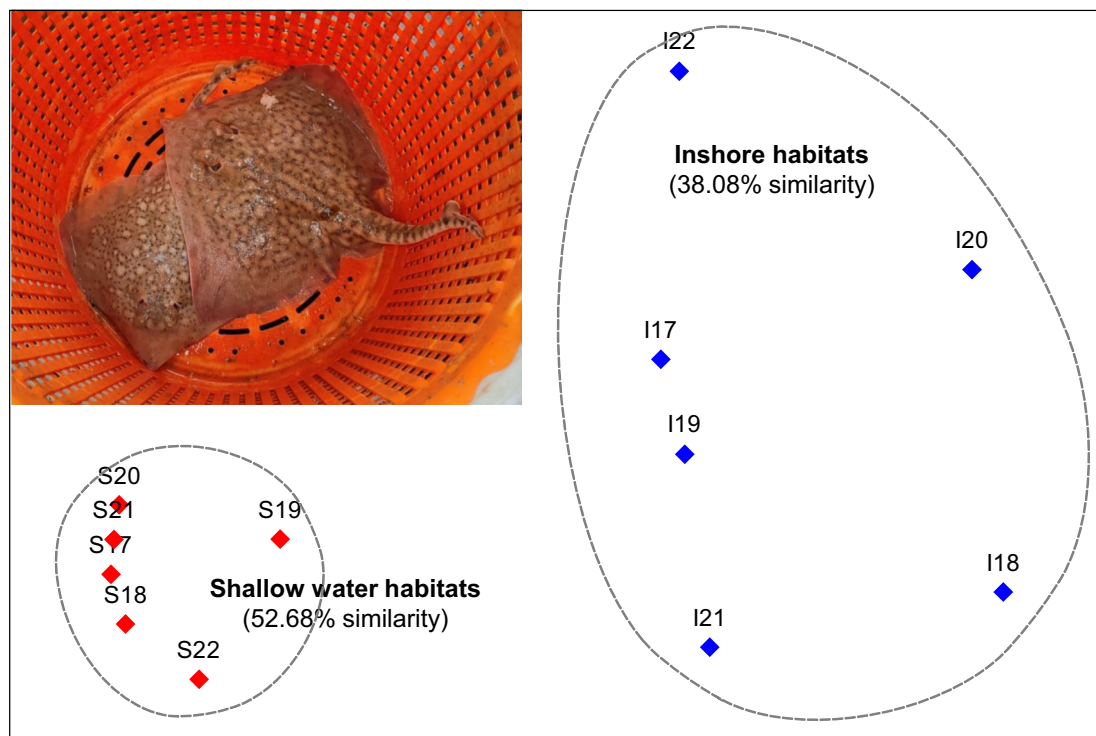 I22
Inshore habitats
(38.08% similarity)
I20
I17
I19
S20
S21
S19
S17
Shallow water habitats
S18
(52.68% similarity)
I18
I21
S22